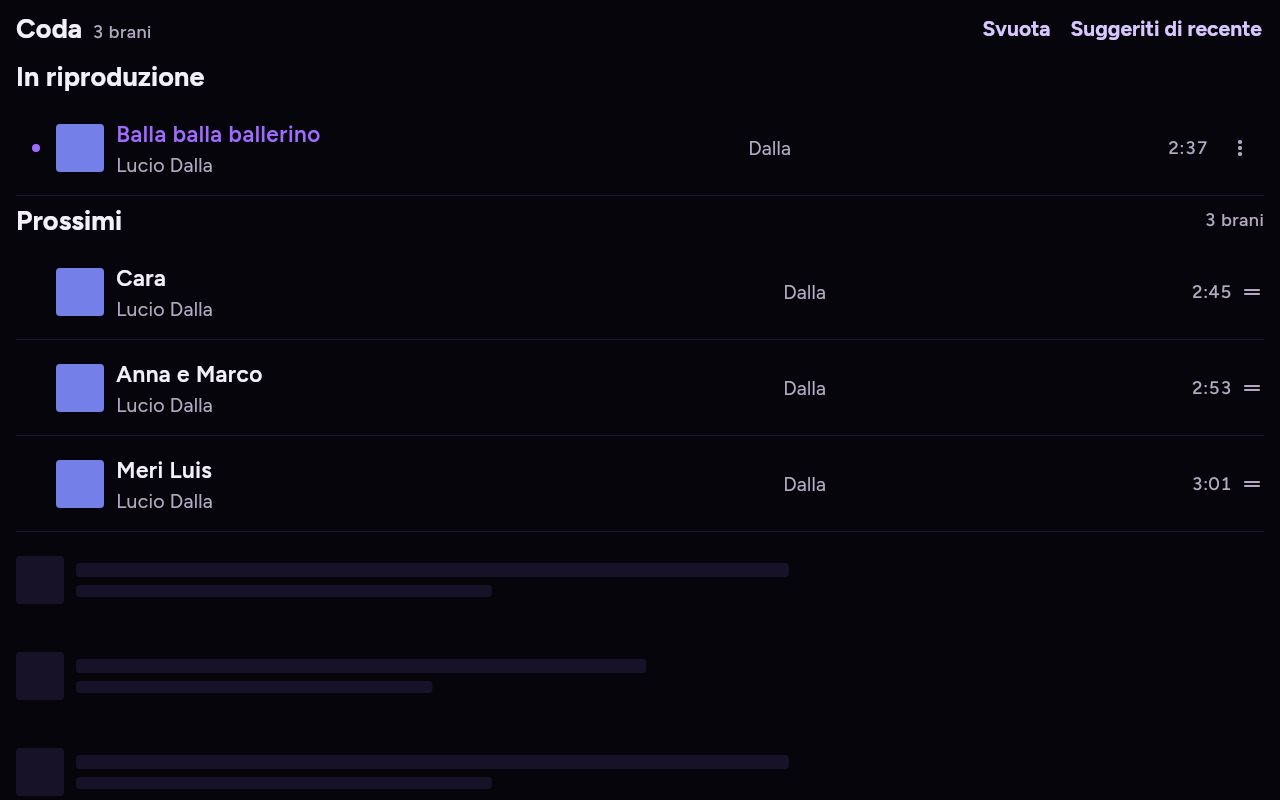 Coda 3 brani Svuota Suggeriti di recente
In riproduzione
Balla balla ballerino
Lucio Dalla
Dalla
2:37
Prossimi 3 brani
Cara
Lucio Dalla
Dalla
2:45
Anna e Marco
Lucio Dalla
Dalla
2:53
Meri Luis
Lucio Dalla
Dalla
3:01